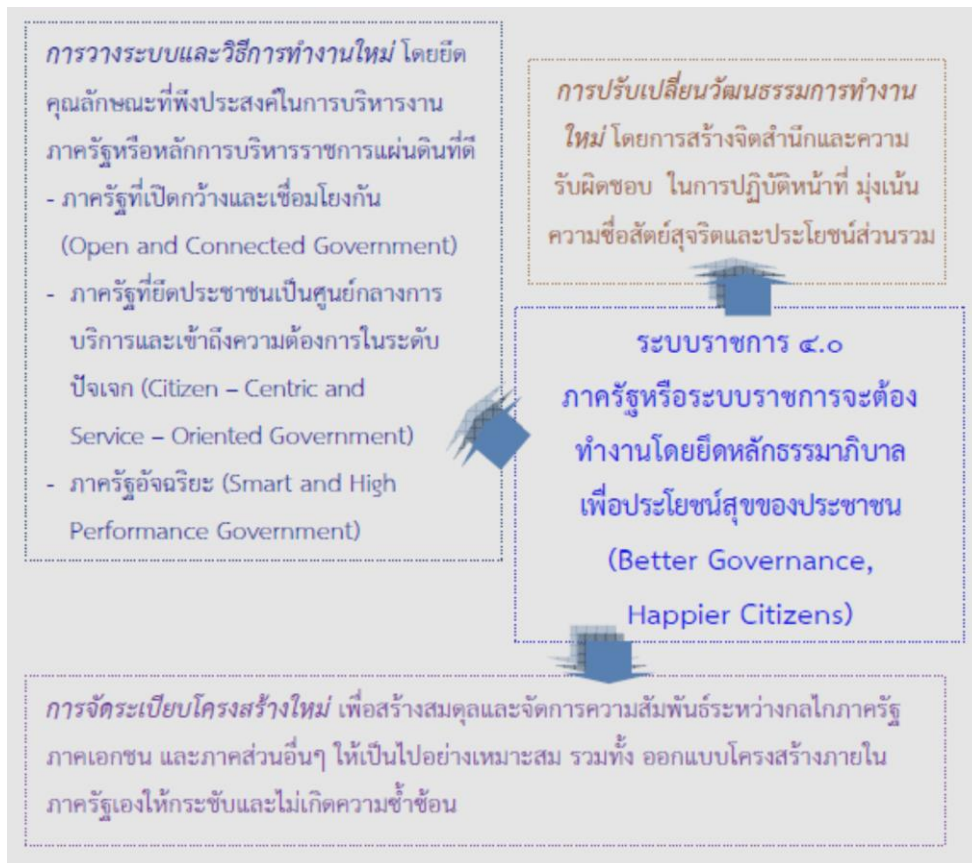 การวางระบบและวิธีการทำงานใหม่ โดยยึด
คุณลักษณะที่พึงประสงค์ในการบริหารงาน
ภาครัฐหรือหลักการบริหารราชการแผ่นดินที่ดี
- ภาครัฐที่เปิดกว้างและเชื่อมโยงกัน
(Open and Connected Government)
- ภาครัฐที่ยึดประชาชนเป็นศูนย์กลางการ
บริการและเข้าถึงความต้องการในระดับ
ปัจเจก (Citizen – Centric and
Service – Oriented Government)
- ภาครัฐอัจฉริยะ (Smart and High
Performance Government)
การปรับเปลี่ยนวัฒนธรรมการทำงาน
ใหม่ โดยการสร้างจิตสำนึกและความ
รับผิดชอบ ในการปฏิบัติหน้าที่ มุ่งเน้น
ความซื่อสัตย์สุจริตและประโยชน์ส่วนรวม
ระบบราชการ ๔.๐
ภาครัฐหรือระบบราชการจะต้อง
ทำงานโดยยึดหลักธรรมาภิบาล
เพื่อประโยชน์สุขของประชาชน
(Better Governance,
Happier Citizens)
การจัดระเบียบโครงสร้างใหม่ เพื่อสร้างสมดุลและจัดการความสัมพันธ์ระหว่างกลไกภาครัฐ
ภาคเอกชน และภาคส่วนอื่นๆ ให้เป็นไปอย่างเหมาะสม รวมทั้ง ออกแบบโครงสร้างภายใน
ภาครัฐเองให้กระชับและไม่เกิดความซ้ำซ้อน